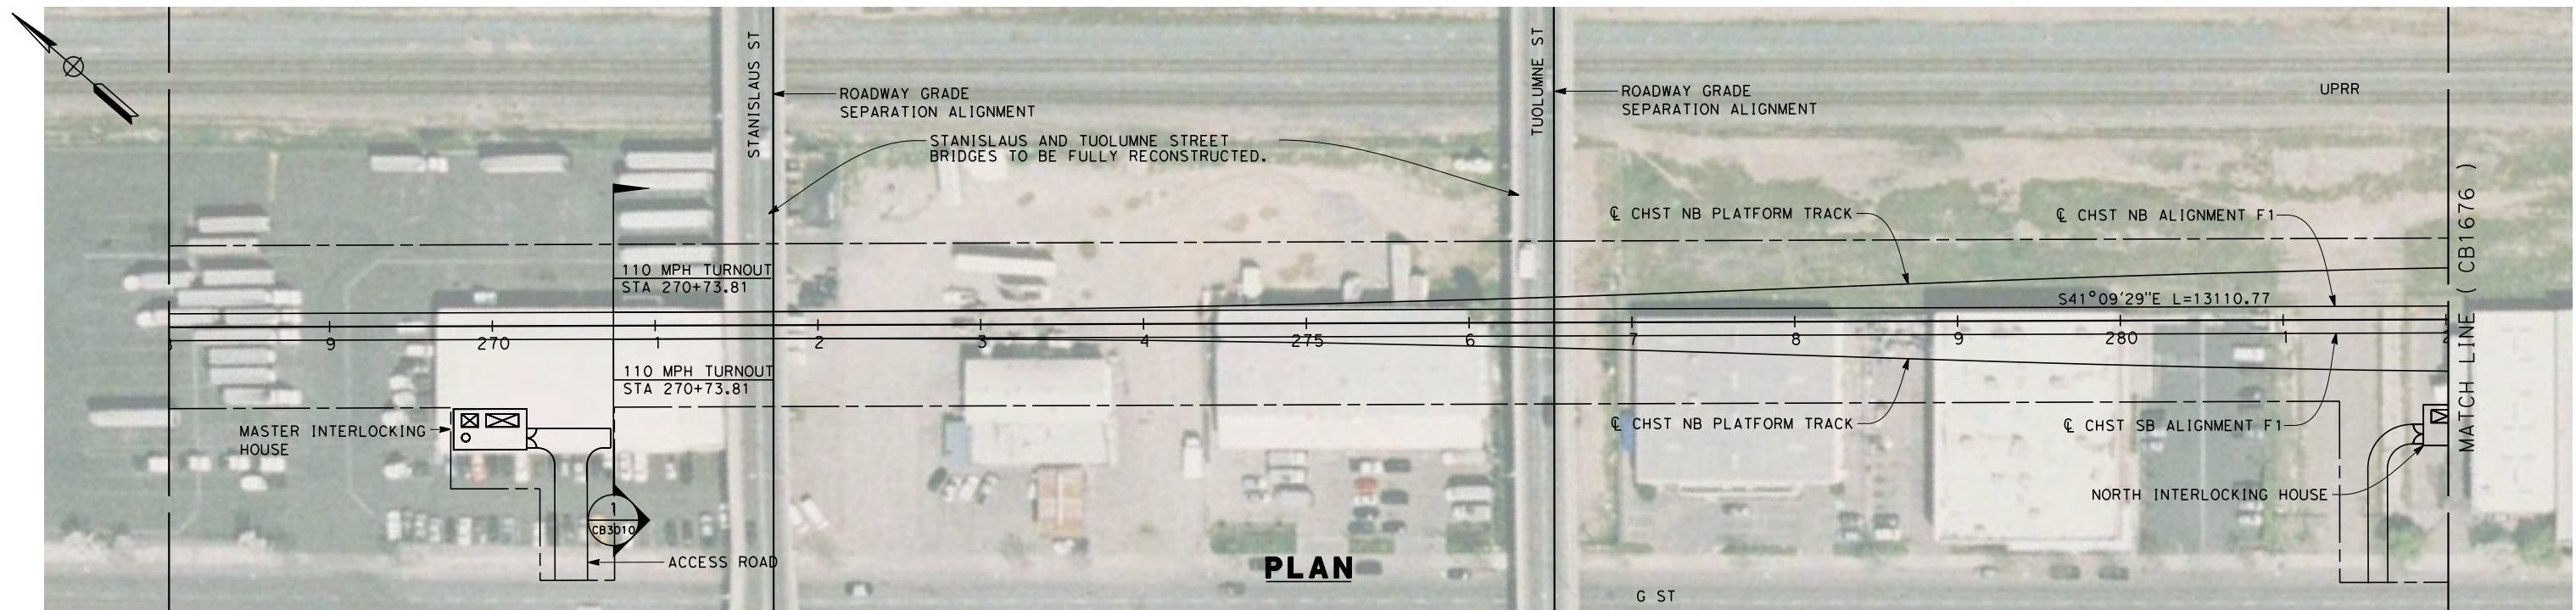 STANISLAUS ST
TUOLUMNE ST
ROADWAY GRADE
SEPARATION ALIGNMENT
ROADWAY GRADE
SEPARATION ALIGNMENT
UPRR
STANISLAUS AND TUOLUMNE STREET
BRIDGES TO BE FULLY RECONSTRUCTED.
℄ CHST NB PLATFORM TRACK
℄ CHST NB ALIGNMENT F1
110 MPH TURNOUT
STA 270+73.81
S41°09'29"E L=13110.77
9 270 1 2 3 4 275 6 7 8 9 280 1
110 MPH TURNOUT
STA 270+73.81
MATCH LINE ( CB1676 )
MASTER INTERLOCKING
HOUSE
℄ CHST NB PLATFORM TRACK
℄ CHST SB ALIGNMENT F1
NORTH INTERLOCKING HOUSE
1
CB3010
ACCESS ROAD
PLAN
G ST